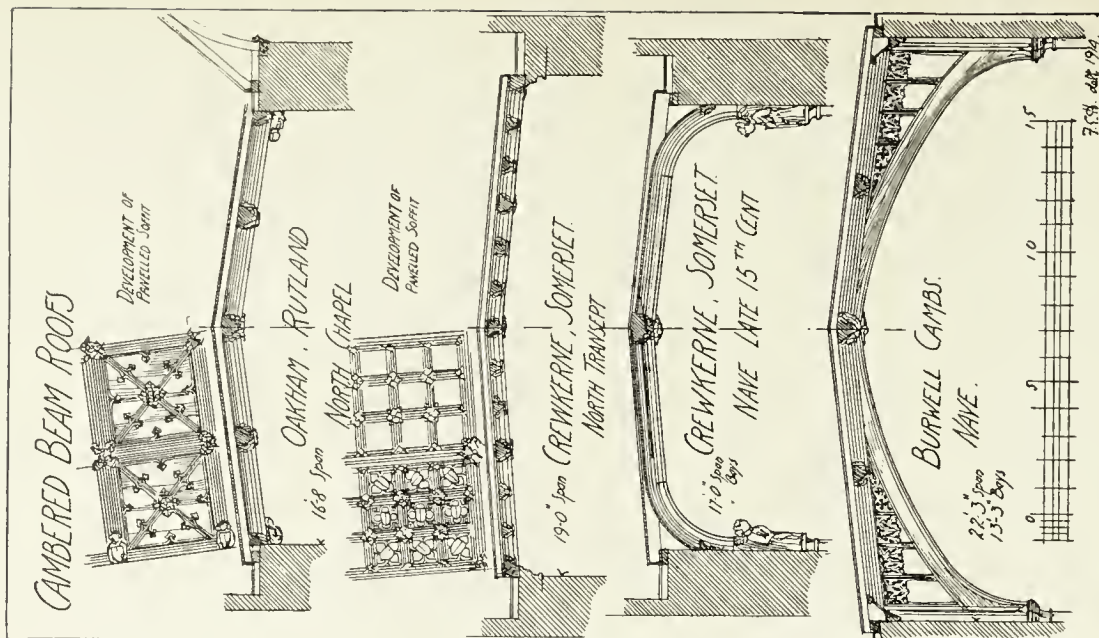 CAMBERED BEAM ROOFS
DEVELOPMENT OF
PANELLED SOFFIT
OAKHAM, RUTLAND
16'·8 Span
NORTH CHAPEL
DEVELOPMENT OF
PANELLED SOFFIT
19'·0" Span CREWKERNE, SOMERSET.
NORTH TRANSEPT
CREWKERNE, SOMERSET.
11'·0" Span
Bays
NAVE LATE 15TH CENT
BURWELL CAMBS.
NAVE.
22'·3" Span
13'·3" Bays
0 5 10 15
1914.